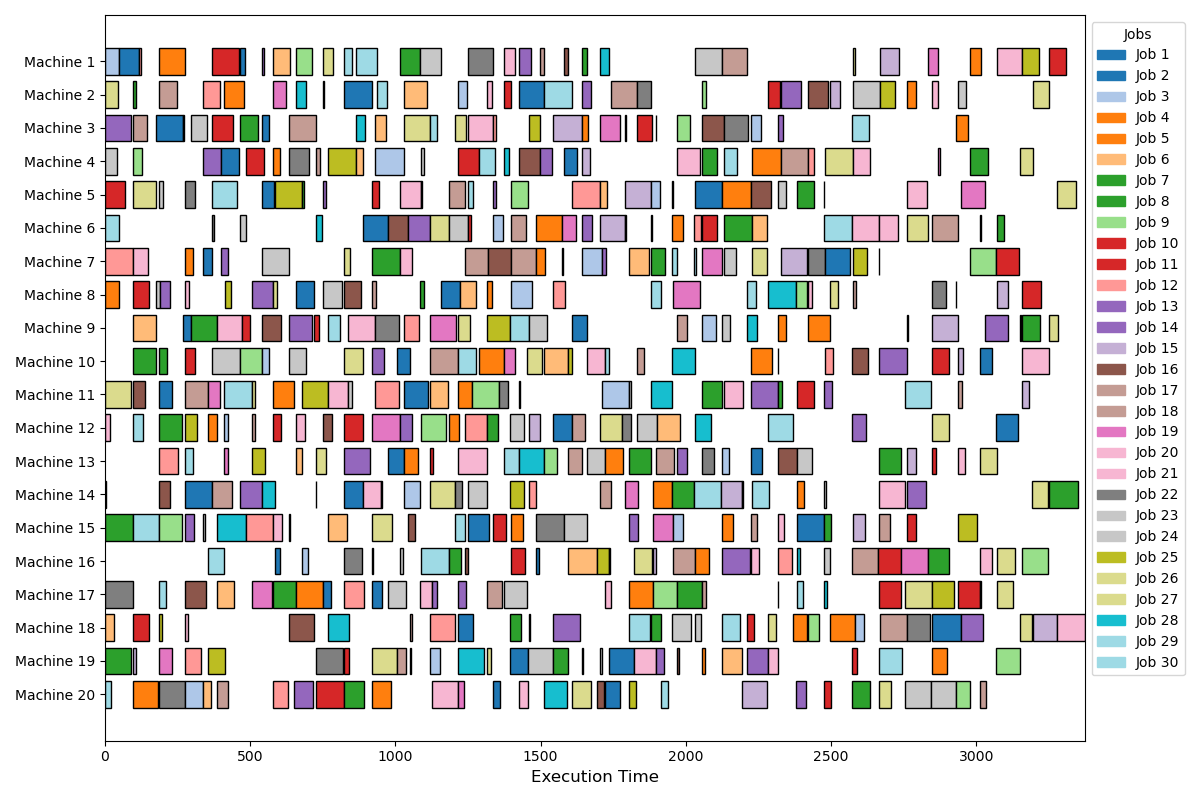 Machine 1
Machine 2
Machine 3
Machine 4
Machine 5
Machine 6
Machine 7
Machine 8
Machine 9
Machine 10
Machine 11
Machine 12
Machine 13
Machine 14
Machine 15
Machine 16
Machine 17
Machine 18
Machine 19
Machine 20
0 500 1000 1500 2000 2500 3000
Execution Time
Jobs
Job 1
Job 2
Job 3
Job 4
Job 5
Job 6
Job 7
Job 8
Job 9
Job 10
Job 11
Job 12
Job 13
Job 14
Job 15
Job 16
Job 17
Job 18
Job 19
Job 20
Job 21
Job 22
Job 23
Job 24
Job 25
Job 26
Job 27
Job 28
Job 29
Job 30